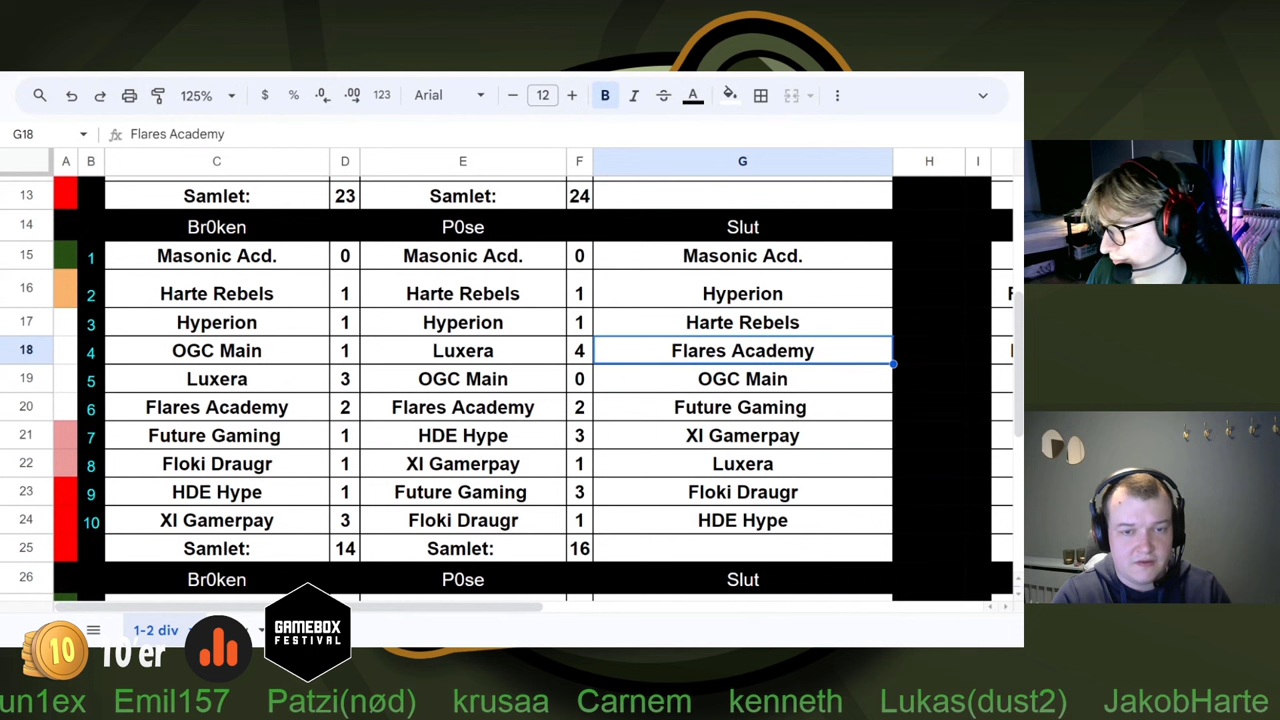 125% $ % .0 .00 123 Arial 12 B I A
G18 fx Flares Academy
A B C D E F G H I
13 Samlet: 23 Samlet: 24
14 Br0ken P0se Slut
15 1 Masonic Acd. 0 Masonic Acd. 0 Masonic Acd.
16 2 Harte Rebels 1 Harte Rebels 1 Hyperion
17 3 Hyperion 1 Hyperion 1 Harte Rebels
18 4 OGC Main 1 Luxera 4 Flares Academy
19 5 Luxera 3 OGC Main 0 OGC Main
20 6 Flares Academy 2 Flares Academy 2 Future Gaming
21 7 Future Gaming 1 HDE Hype 3 XI Gamerpay
22 8 Floki Draugr 1 XI Gamerpay 1 Luxera
23 9 HDE Hype 1 Future Gaming 3 Floki Draugr
24 10 XI Gamerpay 3 Floki Draugr 1 HDE Hype
25 Samlet: 14 Samlet: 16
26 Br0ken P0se Slut
1-2 div
10 10'er
GAMEBOX
FESTIVAL
un1ex Emil157 Patzi(nød) krusaa Carnem kenneth Lukas(dust2) JakobHarte